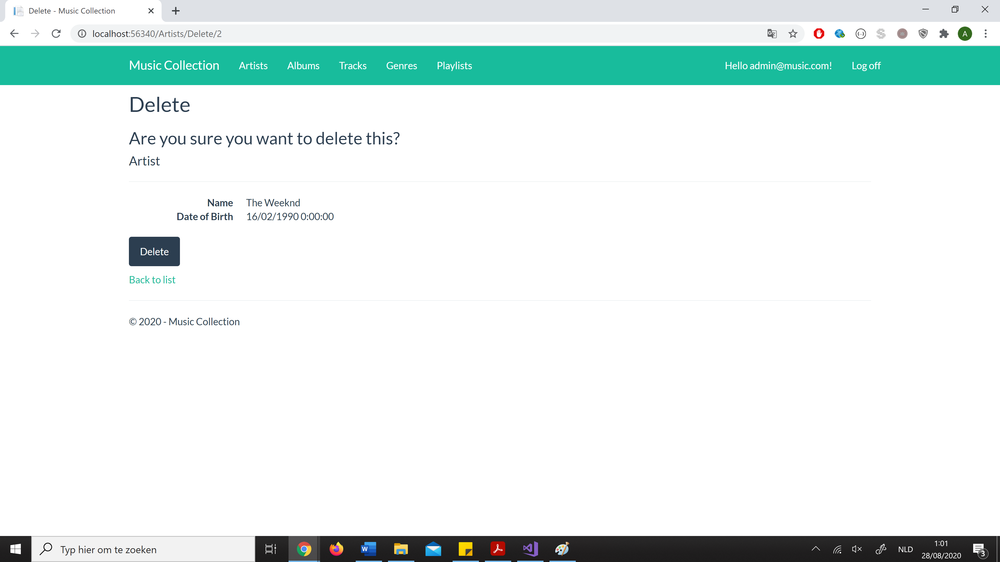 Delete - Music Collection
localhost:56340/Artists/Delete/2
A
Music Collection Artists Albums Tracks Genres Playlists Hello admin@music.com! Log off
Delete
Are you sure you want to delete this?
Artist
Name The Weeknd
Date of Birth 16/02/1990 0:00:00
Delete
Back to list
© 2020 - Music Collection
Typ hier om te zoeken
W
NLD
1:01
28/08/2020
3